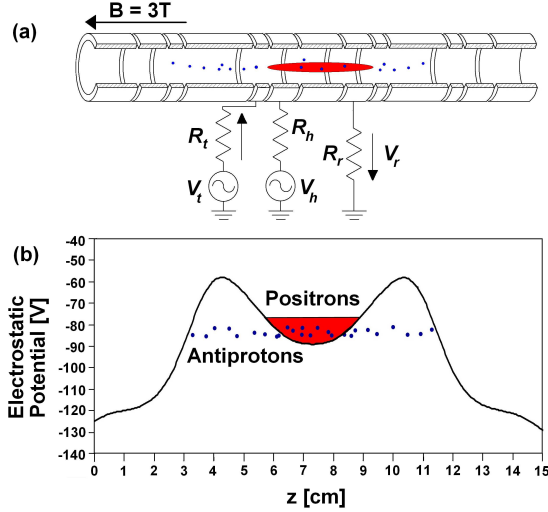 (a)
B = 3T
R_t
R_h
R_r
V_r
V_t
V_h
(b)
Electrostatic
Potential [V]
-40
-50
-60
-70
-80
-90
-100
-110
-120
-130
-140
Positrons
Antiprotons
0 1 2 3 4 5 6 7 8 9 10 11 12 13 14 15
z [cm]